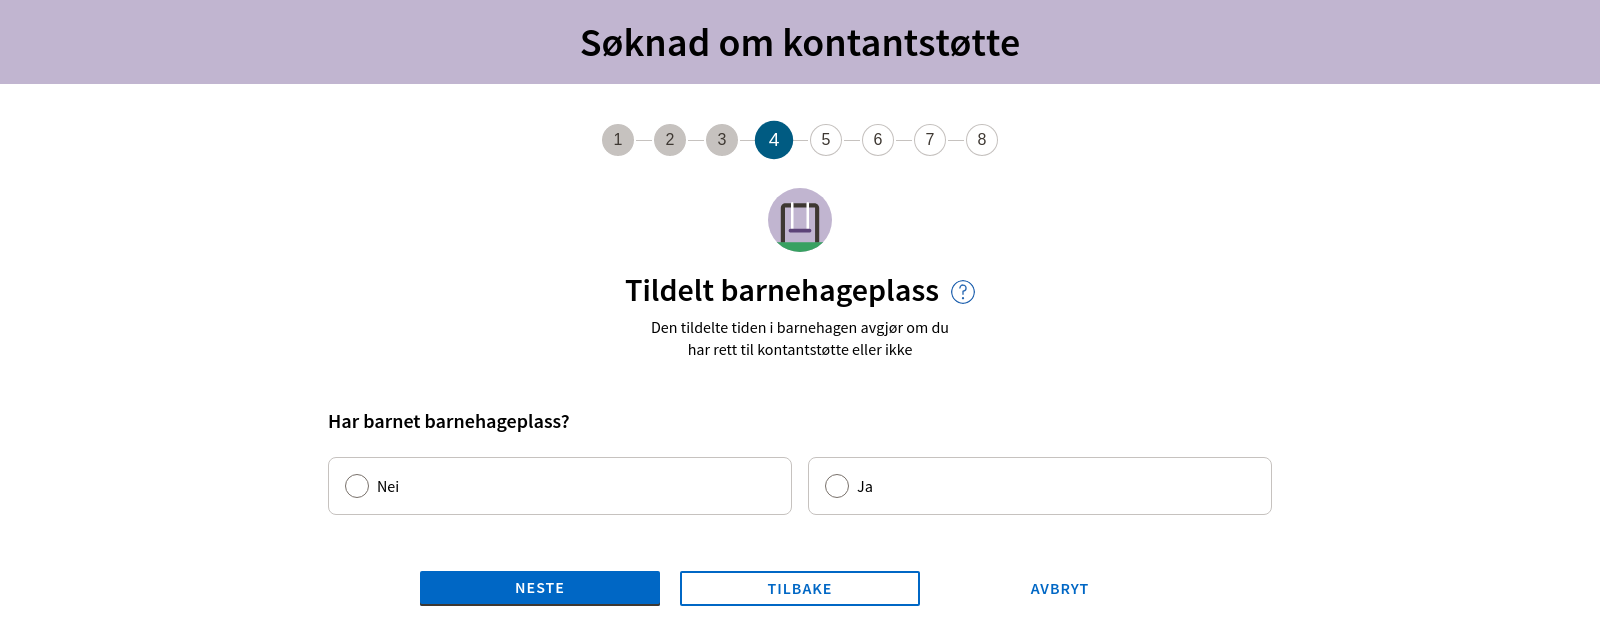 Søknad om kontantstøtte
1 2 3 4 5 6 7 8
Tildelt barnehageplass ?
Den tildelte tiden i barnehagen avgjør om du
har rett til kontantstøtte eller ikke
Har barnet barnehageplass?
Nei Ja
NESTE TILBAKE AVBRYT